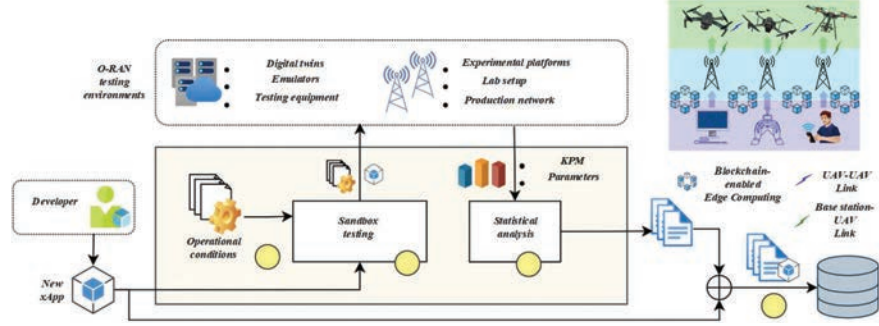 O-RAN
testing
environments
Digital twins
Emulators
Testing equipment
Experimental platforms
Lab setup
Production network
KPM
Parameters
Developer
Operational
conditions
Sandbox
testing
Statistical
analysis
New
xApp
Blockchain-
enabled
Edge Computing
UAV-UAV
Link
Base station-
UAV
Link